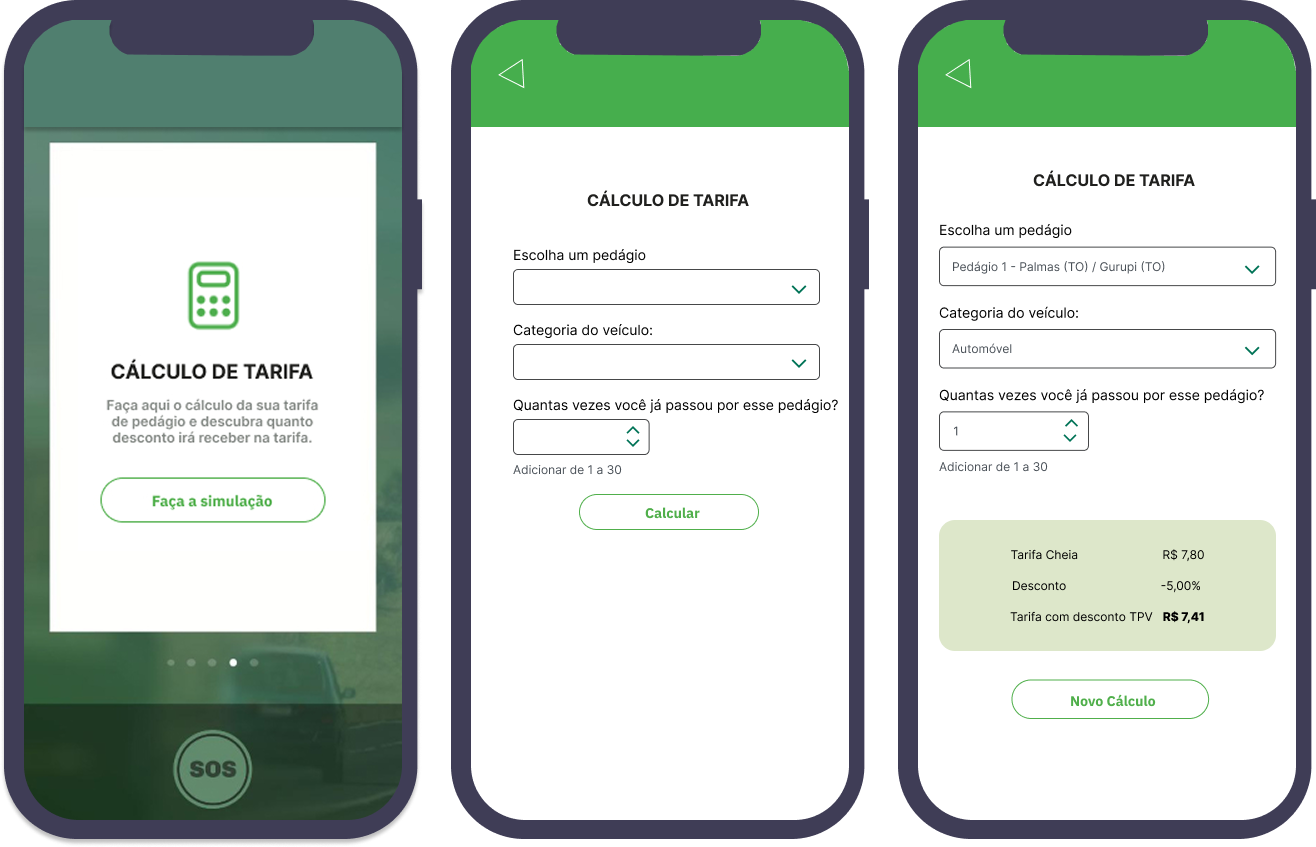 CÁLCULO DE TARIFA
Faça aqui o cálculo da sua tarifa
de pedágio e descubra quanto
desconto irá receber na tarifa.
Faça a simulação
SOS
CÁLCULO DE TARIFA
Escolha um pedágio
Categoria do veículo:
Quantas vezes você já passou por esse pedágio?
Adicionar de 1 a 30
Calcular
CÁLCULO DE TARIFA
Escolha um pedágio
Pedágio 1 - Palmas (TO) / Gurupi (TO)
Categoria do veículo:
Automóvel
Quantas vezes você já passou por esse pedágio?
1
Adicionar de 1 a 30
Tarifa Cheia R$ 7,80
Desconto -5,00%
Tarifa com desconto TPV R$ 7,41
Novo Cálculo